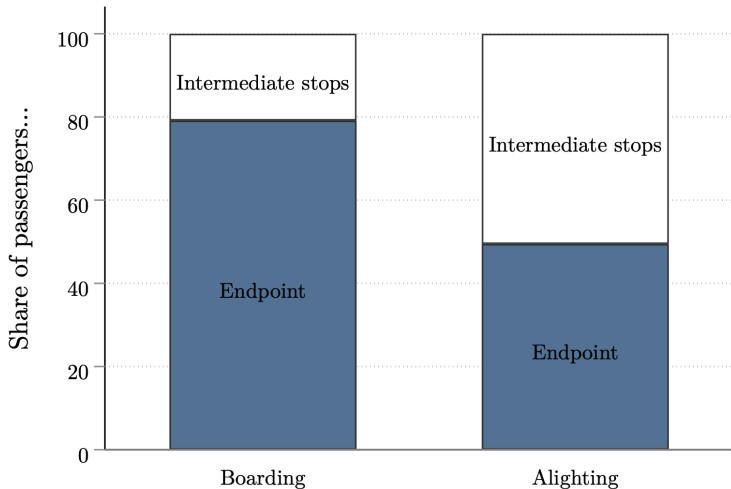 Share of passengers...
100
80
60
40
20
0
Intermediate stops
Endpoint
Intermediate stops
Endpoint
Boarding
Alighting